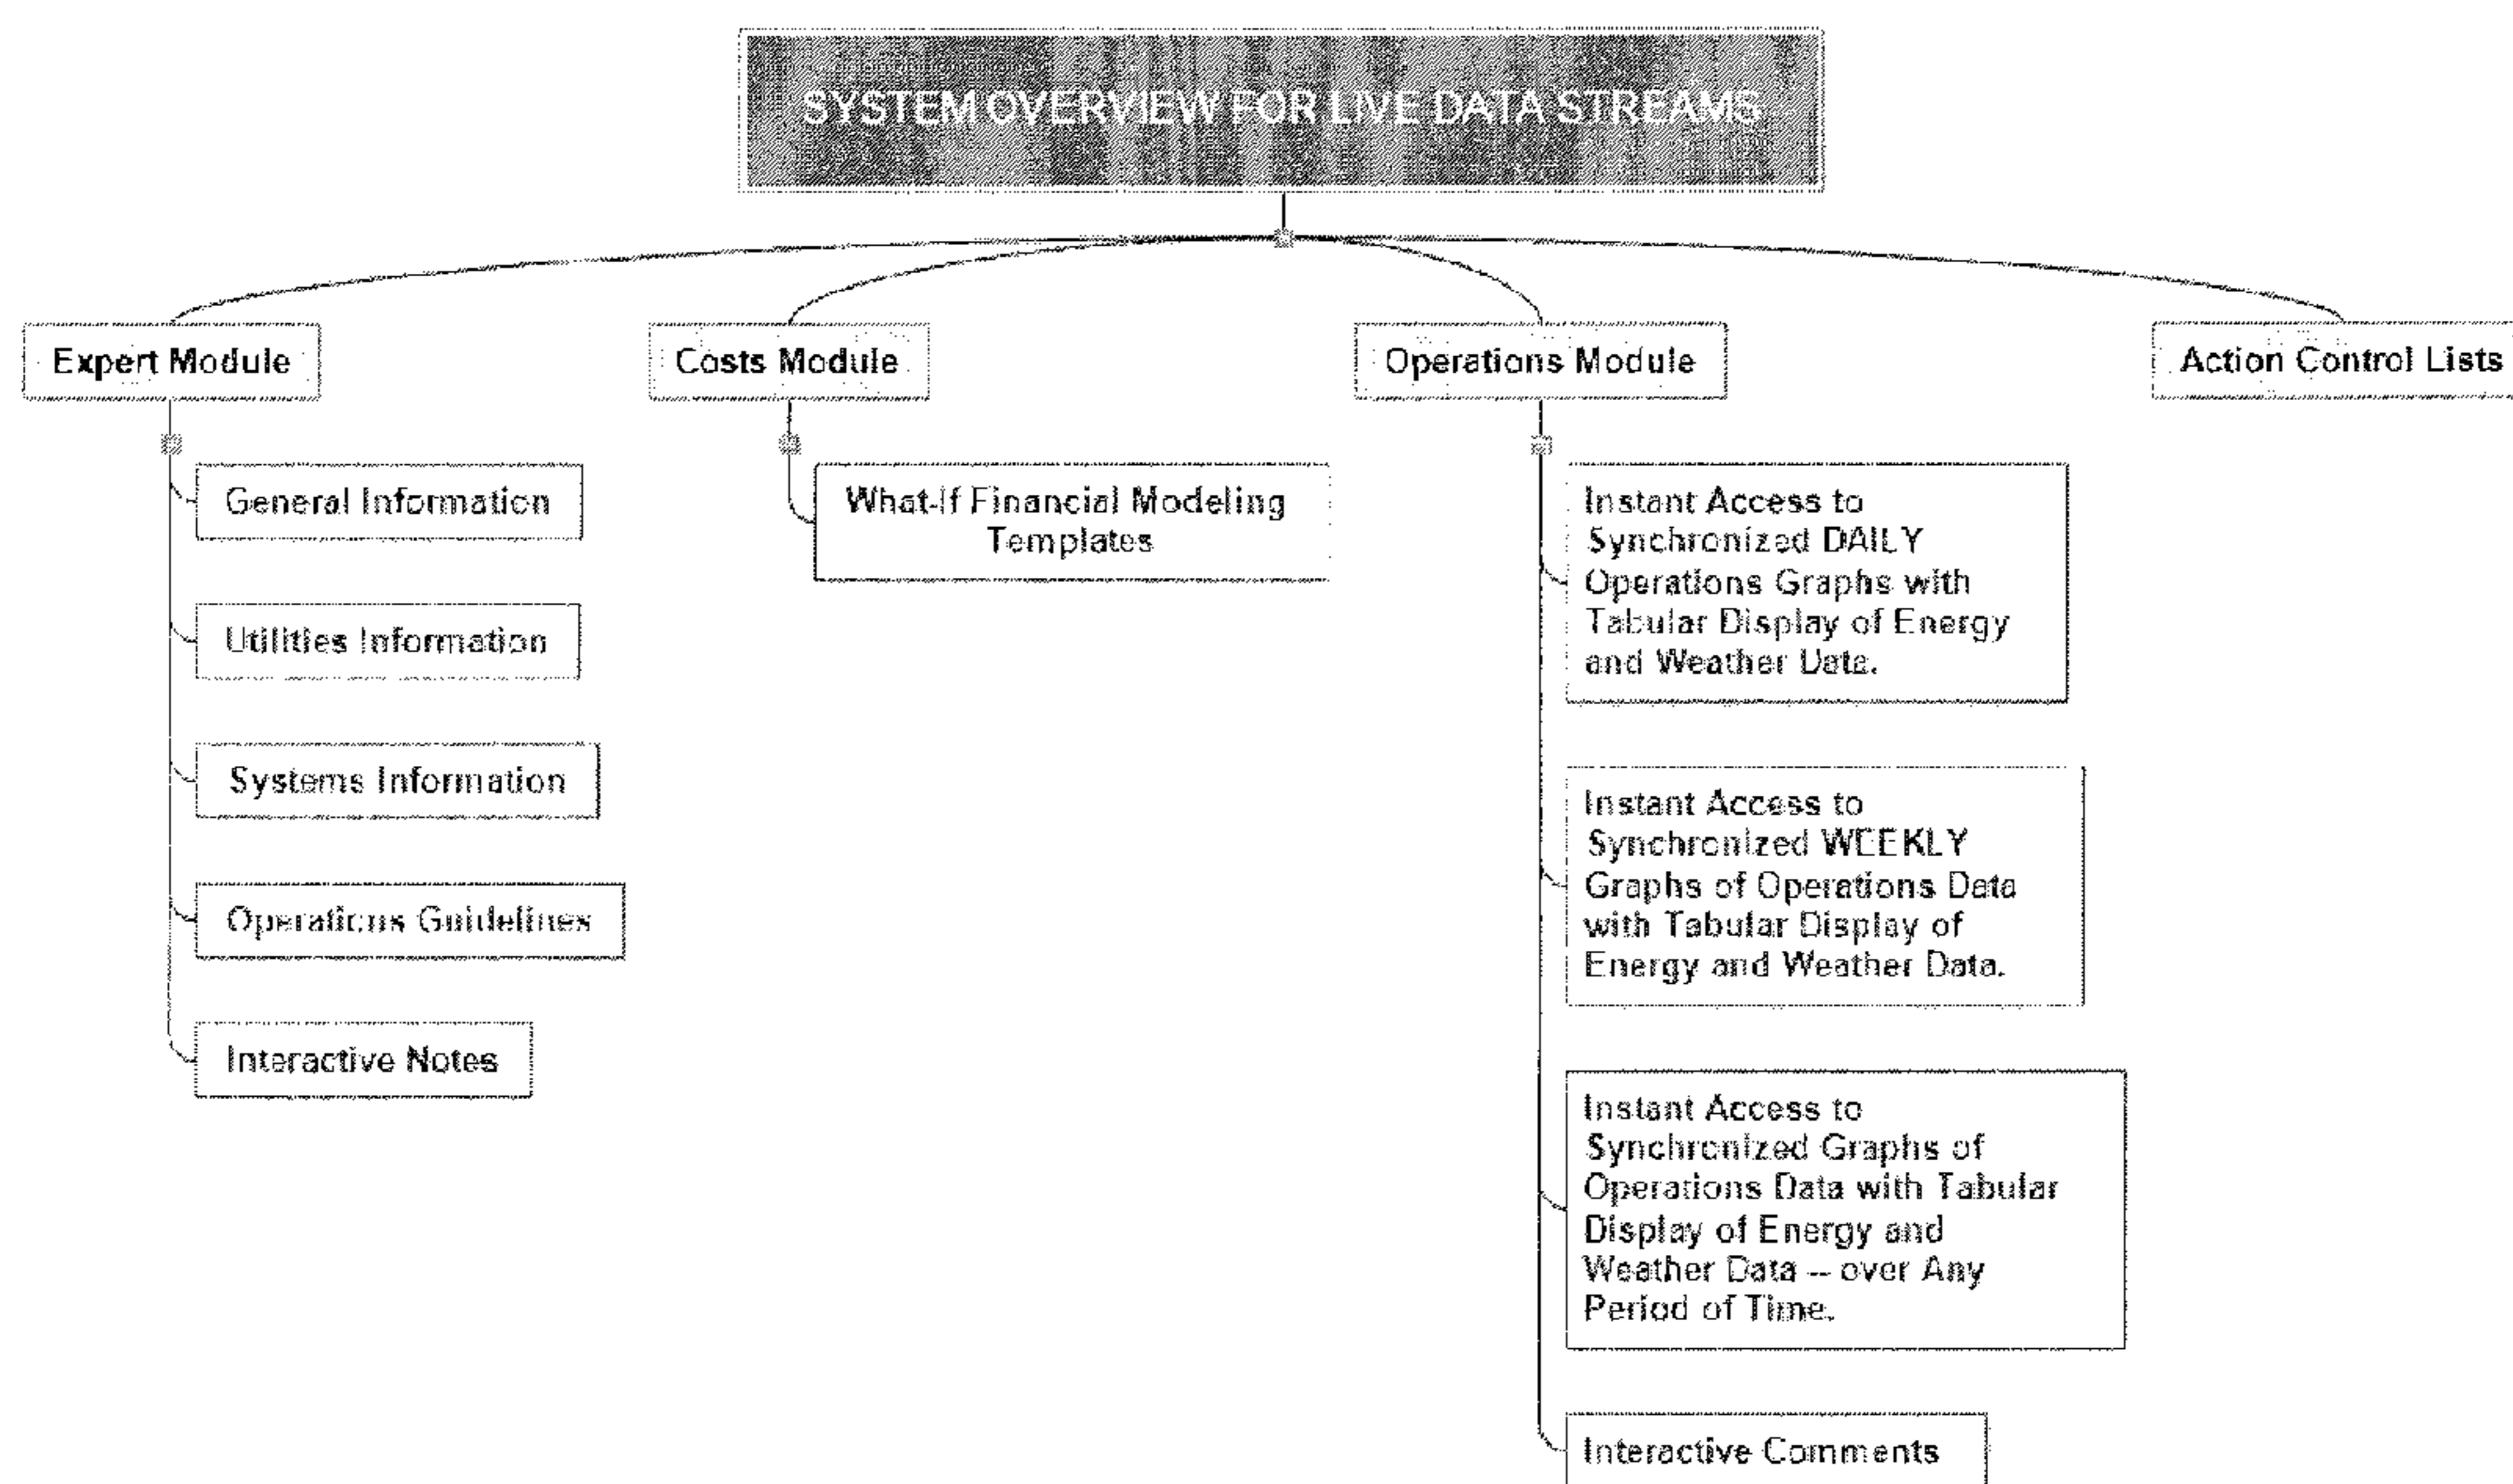 SYSTEM OVERVIEW FOR LIVE DATA STREAMS
Expert Module
Costs Module
Operations Module
Action Control Lists
General Information
Utilities Information
Systems Information
Operations Guidelines
Interactive Notes
What-If Financial Modeling
Templates
Instant Access to
Synchronized DAILY
Operations Graphs with
Tabular Display of Energy
and Weather Data.
Instant Access to
Synchronized WEEKLY
Graphs of Operations Data
with Tabular Display of
Energy and Weather Data.
Instant Access to
Synchronized Graphs of
Operations Data with Tabular
Display of Energy and
Weather Data -- over Any
Period of Time.
Interactive Comments